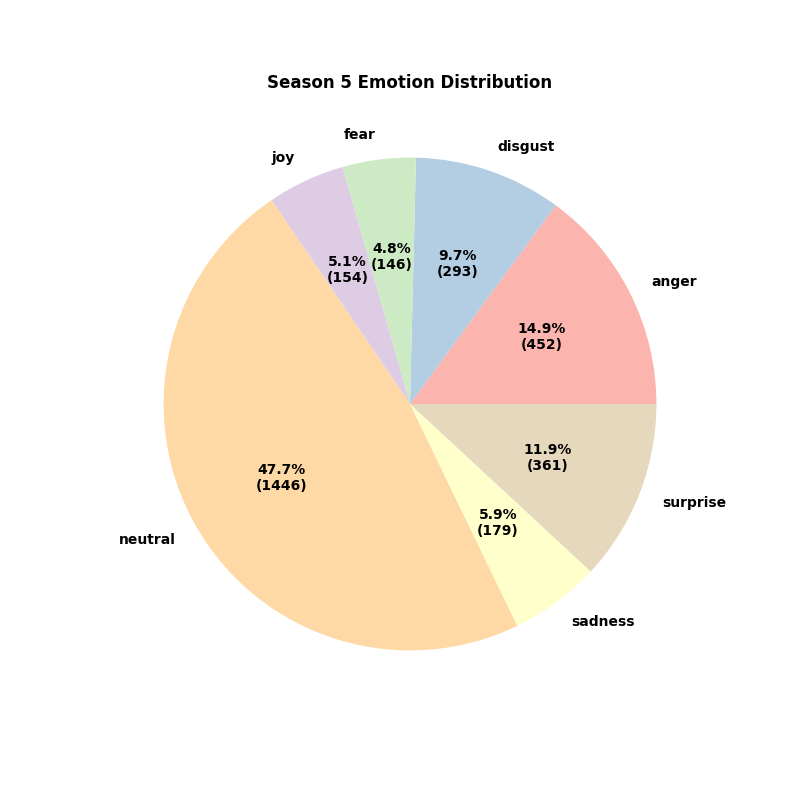 Season 5 Emotion Distribution
fear
joy
disgust
4.8%
(146)
5.1%
(154)
9.7%
(293)
anger
14.9%
(452)
11.9%
(361)
47.7%
(1446)
surprise
5.9%
(179)
neutral
sadness